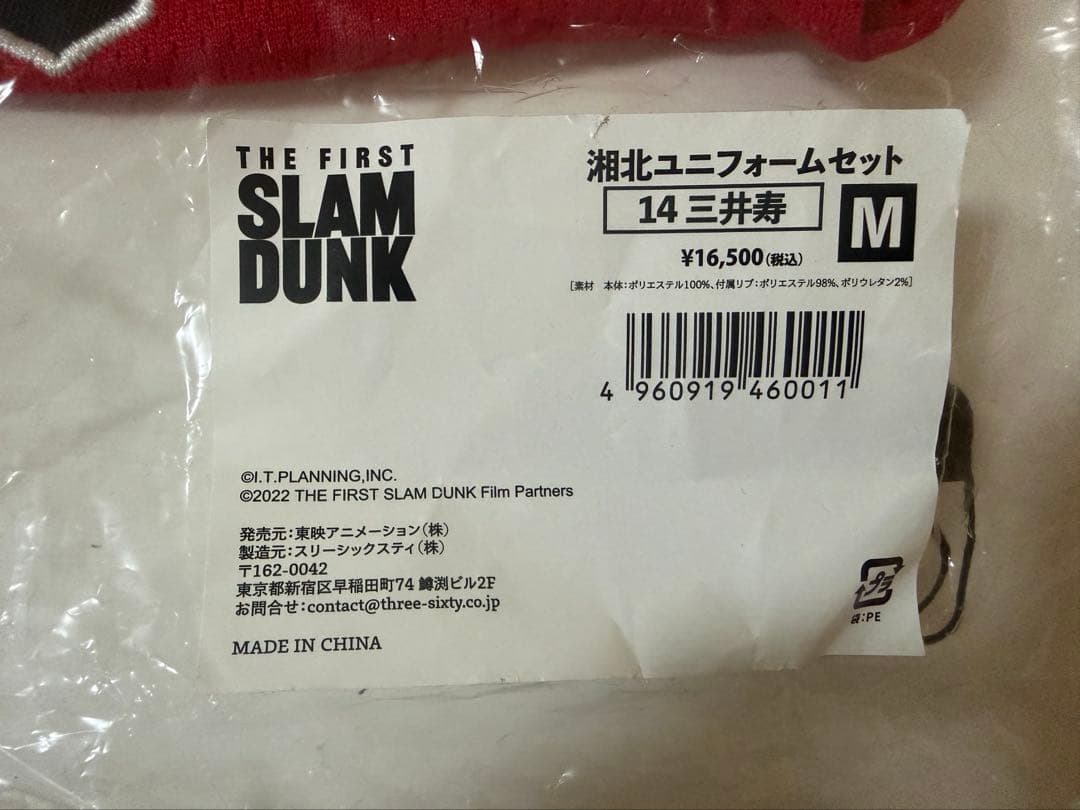 THE FIRST
SLAM
DUNK
湘北ユニフォームセット
14 三井寿
M
¥16,500(税込)
[素材　本体：ポリエステル100%、付属リブ：ポリエステル98%、ポリウレタン2%]
4 960919 460011
©I.T.PLANNING,INC.
©2022 THE FIRST SLAM DUNK Film Partners
発売元：東映アニメーション（株）
製造元：スリーシックスティ（株）
〒162-0042
東京都新宿区早稲田町74 鱒渕ビル2F
お問合せ：contact@three-sixty.co.jp
MADE IN CHINA
プラ
袋：PE